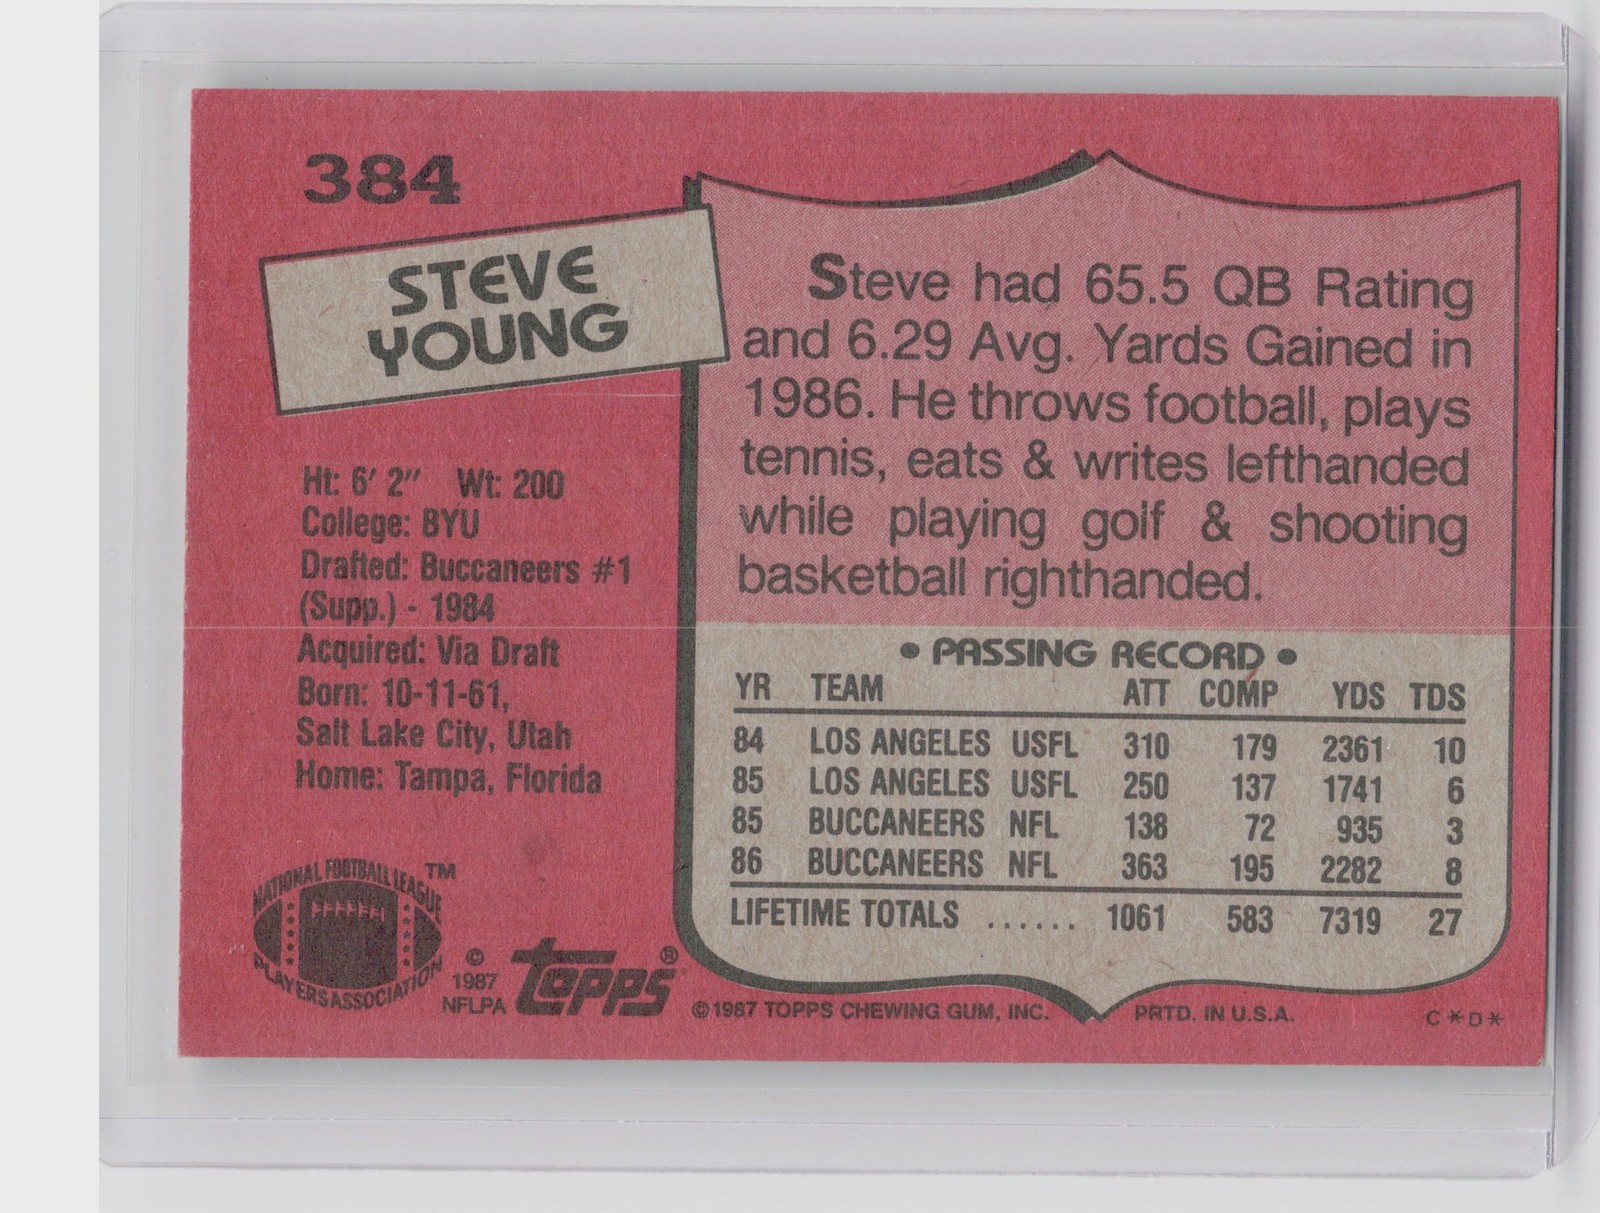 384
STEVE
YOUNG
Ht: 6' 2" Wt: 200
College: BYU
Drafted: Buccaneers #1
(Supp.) - 1984
Acquired: Via Draft
Born: 10-11-61,
Salt Lake City, Utah
Home: Tampa, Florida
NATIONAL FOOTBALL LEAGUE
PLAYERS ASSOCIATION
TM
©
1987
NFLPA
topps®
Steve had 65.5 QB Rating
and 6.29 Avg. Yards Gained in
1986. He throws football, plays
tennis, eats & writes lefthanded
while playing golf & shooting
basketball righthanded.
• PASSING RECORD •
YR TEAM ATT COMP YDS TDS
84 LOS ANGELES USFL 310 179 2361 10
85 LOS ANGELES USFL 250 137 1741 6
85 BUCCANEERS NFL 138 72 935 3
86 BUCCANEERS NFL 363 195 2282 8
LIFETIME TOTALS ...... 1061 583 7319 27
©1987 TOPPS CHEWING GUM, INC. PRTD. IN U.S.A. C*D*